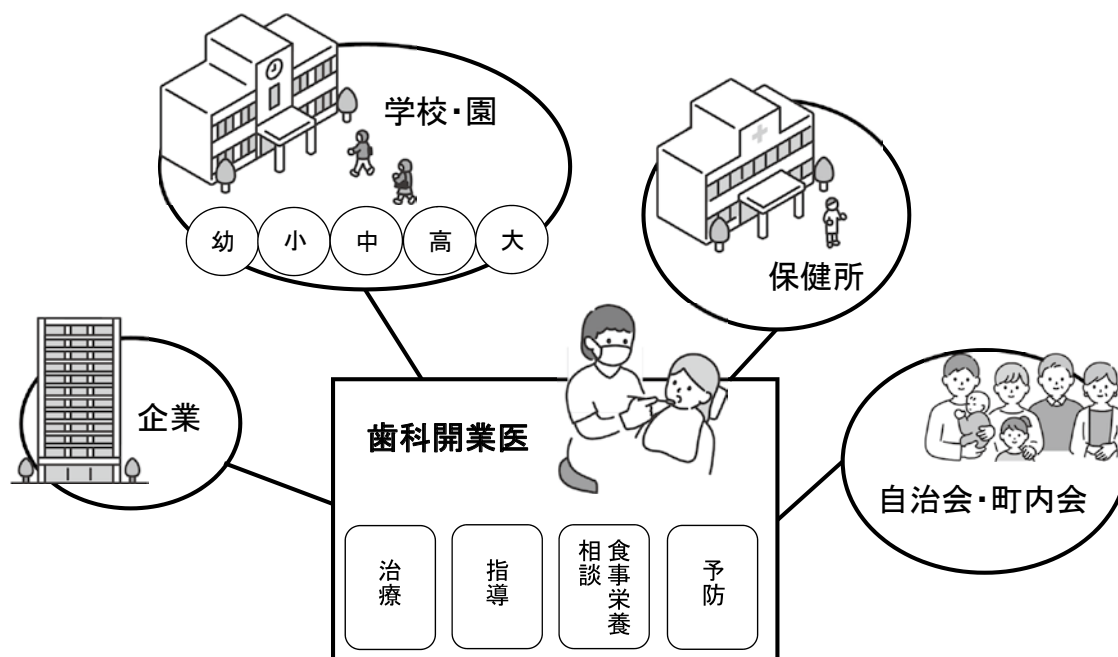 学校・園
幼
小
中
高
大
保健所
企業
歯科開業医
自治会・町内会
治療
指導
食事栄養
相談
予防